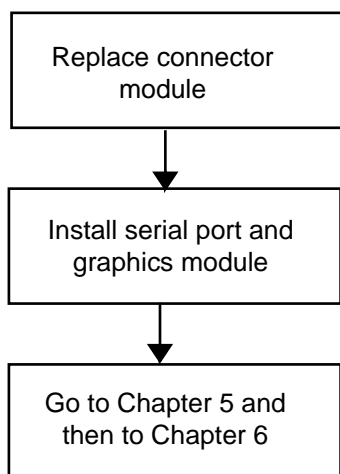 Replace connector
module
Install serial port and
graphics module
Go to Chapter 5 and
then to Chapter 6